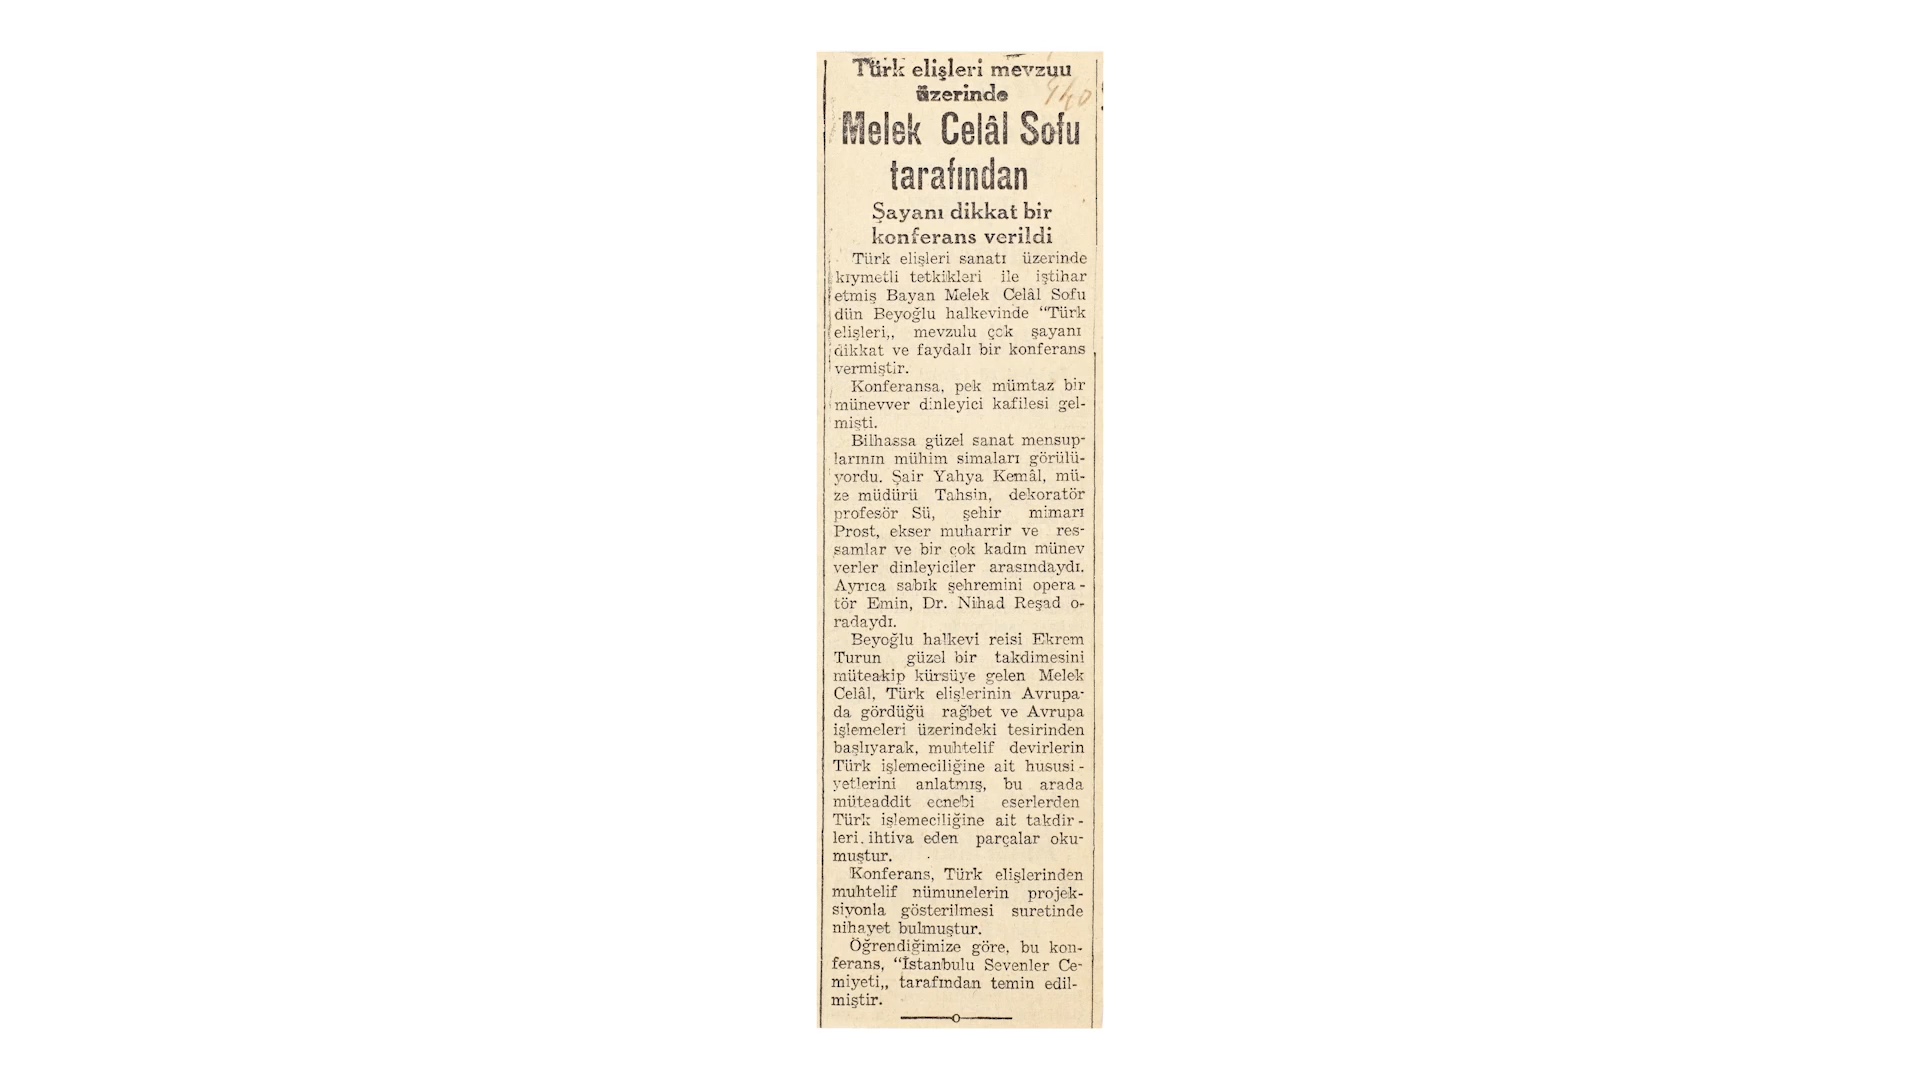 Türk elişleri mevzuu
üzerinde
940
Melek Celâl Sofu
tarafından
Şayanı dikkat bir
konferans verildi
Türk elişleri sanatı üzerinde
kıymetli tetkikleri ile iştihar
etmiş Bayan Melek Celâl Sofu
dün Beyoğlu halkevinde “Türk
elişleri„ mevzulu çok şayanı
dikkat ve faydalı bir konferans
vermiştir.
Konferansa, pek mümtaz bir
münevver dinleyici kafilesi gel-
mişti.
Bilhassa güzel sanat mensup-
larının mühim simaları görülü-
yordu. Şair Yahya Kemâl, mü-
ze müdürü Tahsin, dekoratör
profesör Sü, şehir mimarı
Prost, ekser muharrir ve res-
samlar ve bir çok kadın münev
verler dinleyiciler arasındaydı.
Ayrıca sabık şehremini opera-
tör Emin, Dr. Nihad Reşad o-
radaydı.
Beyoğlu halkevi reisi Ekrem
Turun güzel bir takdimesini
müteakip kürsüye gelen Melek
Celâl, Türk elişlerinin Avrupa-
da gördüğü rağbet ve Avrupa
işlemeleri üzerindeki tesirinden
başlıyarak, muhtelif devirlerin
Türk işlemeciliğine ait hususi-
yetlerini anlatmış, bu arada
müteaddit ecnebi eserlerden
Türk işlemeciliğine ait takdir-
leri ihtiva eden parçalar oku-
muştur.
Konferans, Türk elişlerinden
muhtelif nümunelerin projek-
siyonla gösterilmesi suretinde
nihayet bulmuştur.
Öğrendiğimize göre, bu kon-
ferans, “İstanbulu Sevenler Ce-
miyeti„ tarafından temin edil-
miştir.